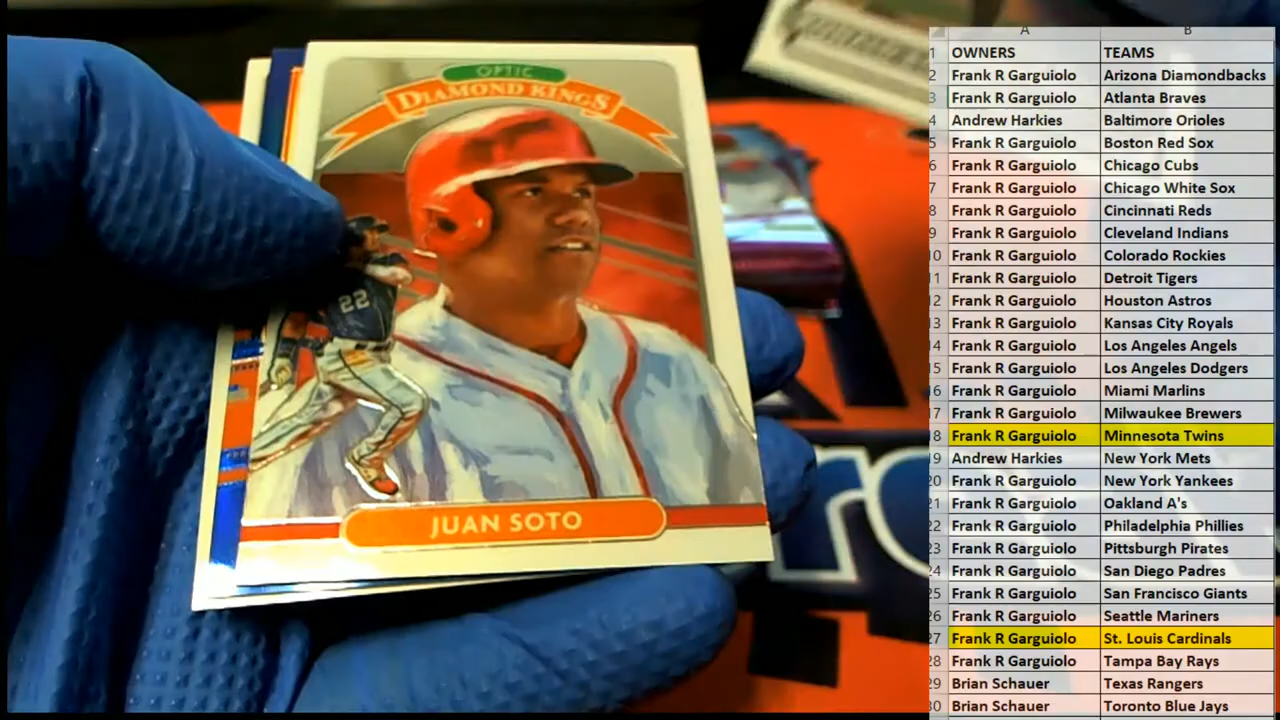 OPTIC
DIAMOND KINGS
22
JUAN SOTO
A B
1 OWNERS TEAMS
2 Frank R Garguiolo Arizona Diamondbacks
3 Frank R Garguiolo Atlanta Braves
4 Andrew Harkies Baltimore Orioles
5 Frank R Garguiolo Boston Red Sox
6 Frank R Garguiolo Chicago Cubs
7 Frank R Garguiolo Chicago White Sox
8 Frank R Garguiolo Cincinnati Reds
9 Frank R Garguiolo Cleveland Indians
10 Frank R Garguiolo Colorado Rockies
11 Frank R Garguiolo Detroit Tigers
12 Frank R Garguiolo Houston Astros
13 Frank R Garguiolo Kansas City Royals
14 Frank R Garguiolo Los Angeles Angels
15 Frank R Garguiolo Los Angeles Dodgers
16 Frank R Garguiolo Miami Marlins
17 Frank R Garguiolo Milwaukee Brewers
18 Frank R Garguiolo Minnesota Twins
19 Andrew Harkies New York Mets
20 Frank R Garguiolo New York Yankees
21 Frank R Garguiolo Oakland A's
22 Frank R Garguiolo Philadelphia Phillies
23 Frank R Garguiolo Pittsburgh Pirates
24 Frank R Garguiolo San Diego Padres
25 Frank R Garguiolo San Francisco Giants
26 Frank R Garguiolo Seattle Mariners
27 Frank R Garguiolo St. Louis Cardinals
28 Frank R Garguiolo Tampa Bay Rays
29 Brian Schauer Texas Rangers
30 Brian Schauer Toronto Blue Jays